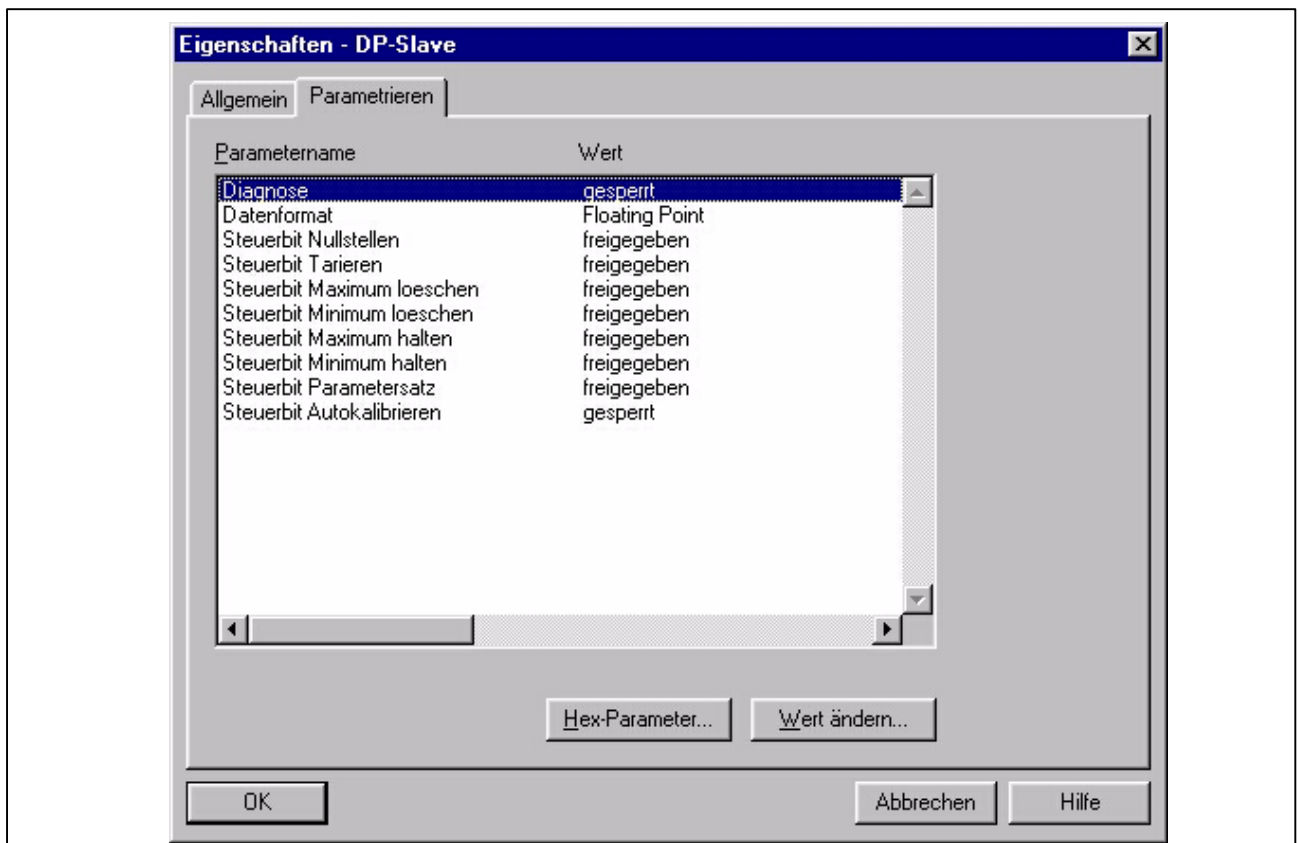 Eigenschaften - DP-Slave
Allgemein Parametrieren
Parametername Wert
Diagnose gesperrt
Datenformat Floating Point
Steuerbit Nullstellen freigegeben
Steuerbit Tarieren freigegeben
Steuerbit Maximum loeschen freigegeben
Steuerbit Minimum loeschen freigegeben
Steuerbit Maximum halten freigegeben
Steuerbit Minimum halten freigegeben
Steuerbit Parametersatz freigegeben
Steuerbit Autokalibrieren gesperrt
Hex-Parameter... Wert ändern...
OK Abbrechen Hilfe